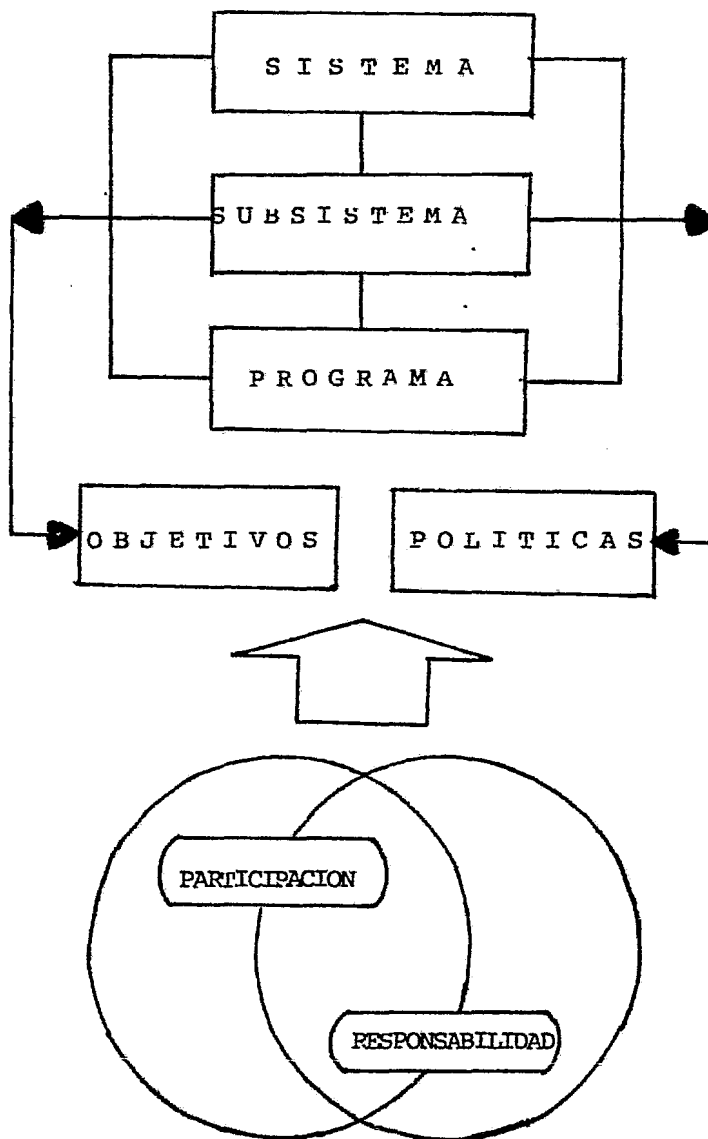 SISTEMA
SUBSISTEMA
PROGRAMA
OBJETIVOS
POLITICAS
PARTICIPACION
RESPONSABILIDAD